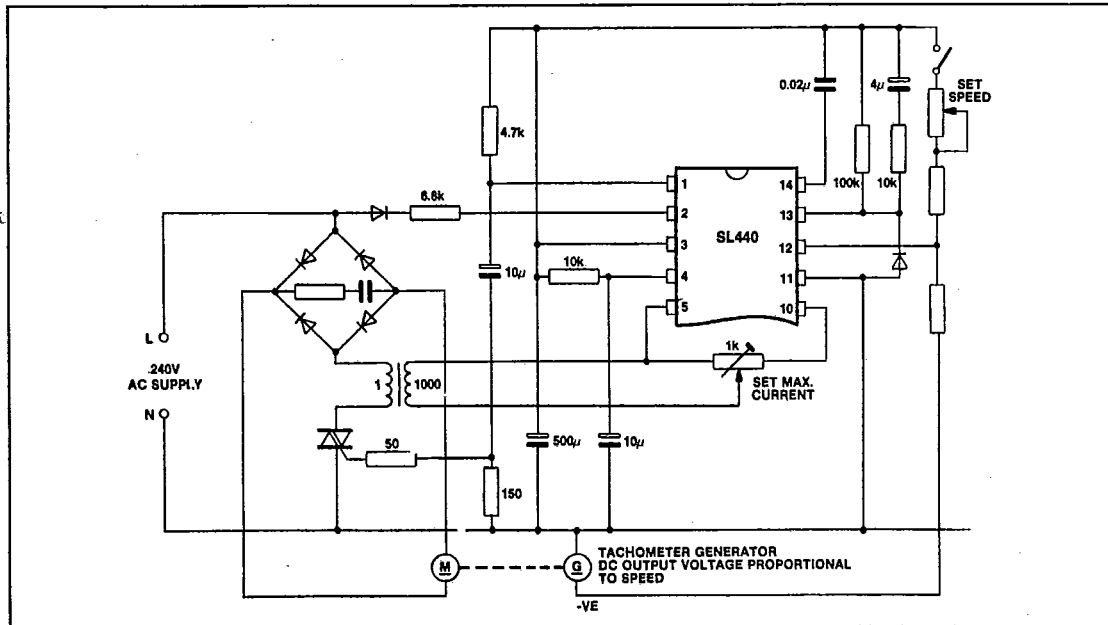 0.02µ
4µ
SET
SPEED
4.7k
6.8k
1
2
3
4
5
SL440
14
13
12
11
10
100k
10k
10µ
10k
L
240V
AC SUPPLY
N
1
1000
1k
SET MAX.
CURRENT
50
500µ
10µ
150
M
G
TACHOMETER GENERATOR
DC OUTPUT VOLTAGE PROPORTIONAL
TO SPEED
-VE